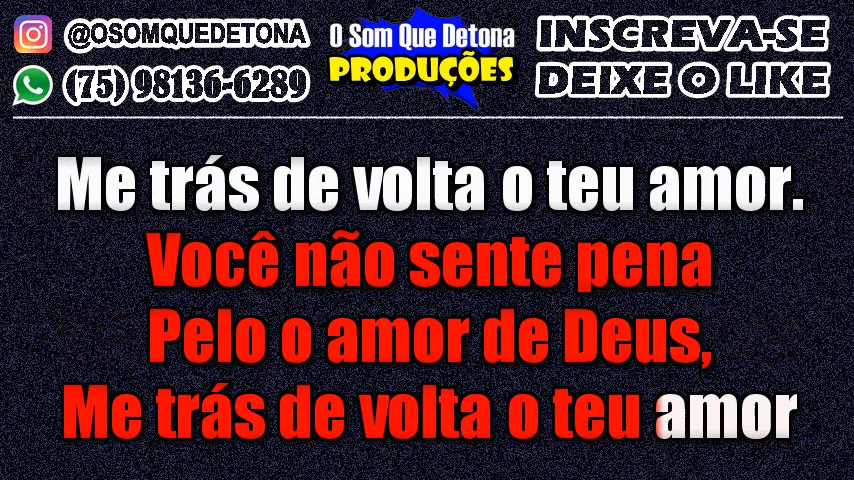 @OSOMQUEDETONA
(75) 98136-6289
O Som Que Detona
PRODUÇÕES
INSCREVA-SE
DEIXE O LIKE
Me trás de volta o teu amor.
Você não sente pena
Pelo o amor de Deus,
Me trás de volta o teu amor